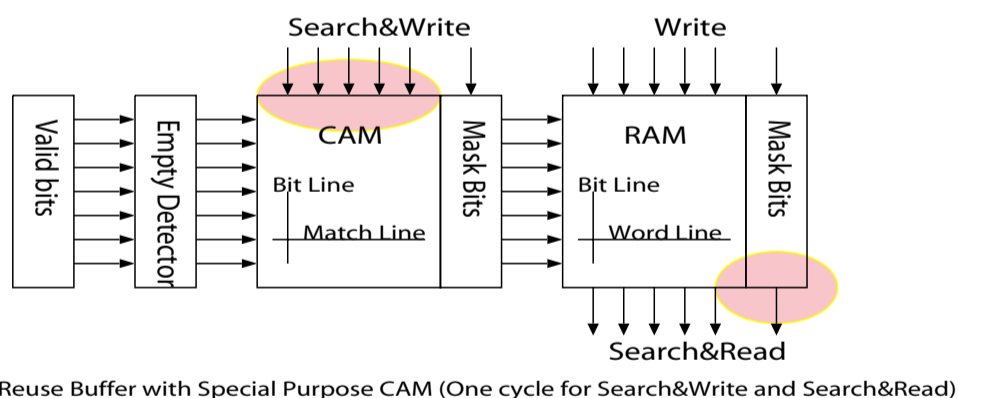 Search&Write
Write
Valid bits
Empty Detector
CAM
Bit Line
Match Line
Mask Bits
RAM
Bit Line
Word Line
Mask Bits
Search&Read
Reuse Buffer with Special Purpose CAM (One cycle for Search&Write and Search&Read)